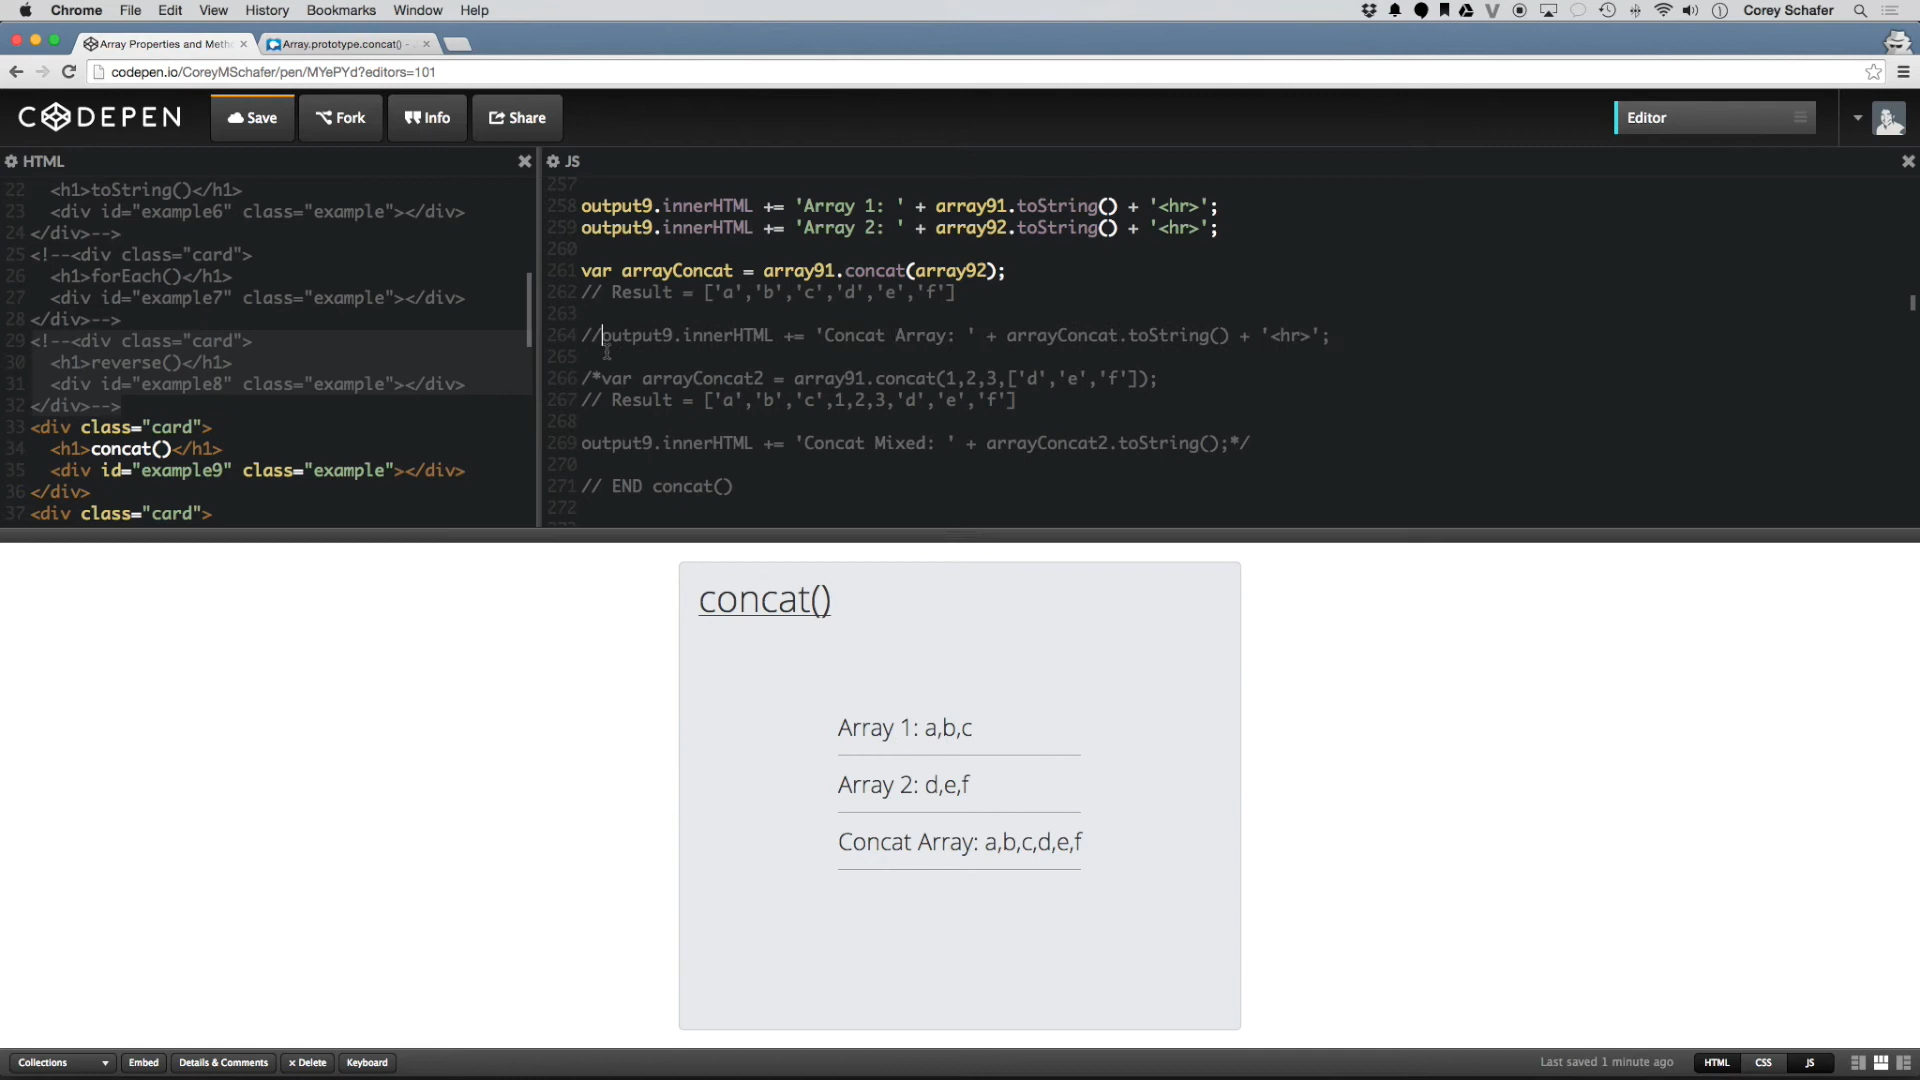 Chrome File Edit View History Bookmarks Window Help Corey Schafer
Array Properties and Meth Array.prototype.concat() -
codepen.io/CoreyMSchafer/pen/MYePYd?editors=101
CODEPEN Save Fork Info Share Editor
HTML
22 <h1>toString()</h1>
23 <div id="example6" class="example"></div>
24 </div>-->
25 <!--<div class="card">
26 <h1>forEach()</h1>
27 <div id="example7" class="example"></div>
28 </div>-->
29 <!--<div class="card">
30 <h1>reverse()</h1>
31 <div id="example8" class="example"></div>
32 </div>-->
33 <div class="card">
34 <h1>concat()</h1>
35 <div id="example9" class="example"></div>
36 </div>
37 <div class="card">
JS
257
258 output9.innerHTML += 'Array 1: ' + array91.toString() + '<hr>';
259 output9.innerHTML += 'Array 2: ' + array92.toString() + '<hr>';
260
261 var arrayConcat = array91.concat(array92);
262 // Result = ['a','b','c','d','e','f']
263
264 //output9.innerHTML += 'Concat Array: ' + arrayConcat.toString() + '<hr>';
265
266 /*var arrayConcat2 = array91.concat(1,2,3,['d','e','f']);
267 // Result = ['a','b','c',1,2,3,'d','e','f']
268
269 output9.innerHTML += 'Concat Mixed: ' + arrayConcat2.toString();*/
270
271 // END concat()
272
concat()
Array 1: a,b,c
Array 2: d,e,f
Concat Array: a,b,c,d,e,f
Collections Embed Details & Comments × Delete Keyboard Last saved 1 minute ago HTML CSS JS